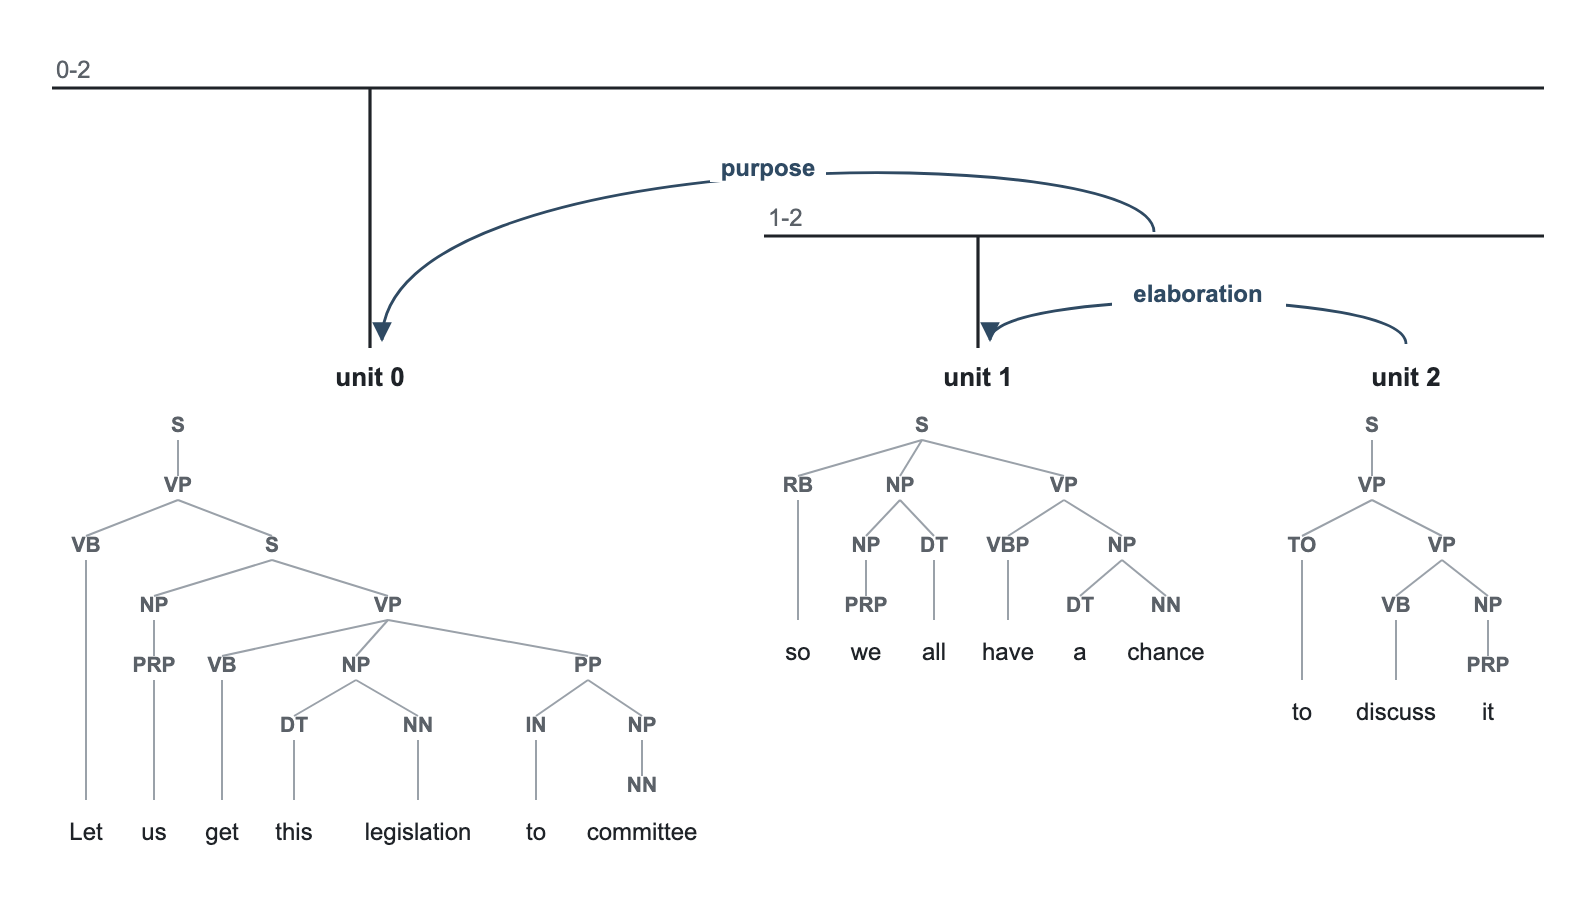 0-2
purpose
1-2
elaboration
unit 0 unit 1 unit 2
S S S
VP RB NP VP VP
VB S NP DT VBP NP TO VP
NP VP PRP DT NN VB NP
so we all have a chance
PRP VB NP PP PRP
to discuss it
DT NN IN NP
NN
Let us get this legislation to committee